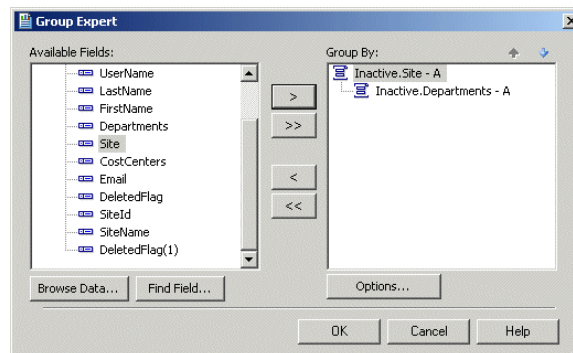 Group Expert
Available Fields:
Group By:
UserName
LastName
FirstName
Departments
Site
CostCenters
Email
DeletedFlag
SiteId
SiteName
DeletedFlag(1)
>
>>
<
<<
Inactive.Site - A
Inactive.Departments - A
Browse Data...
Find Field...
Options...
OK
Cancel
Help